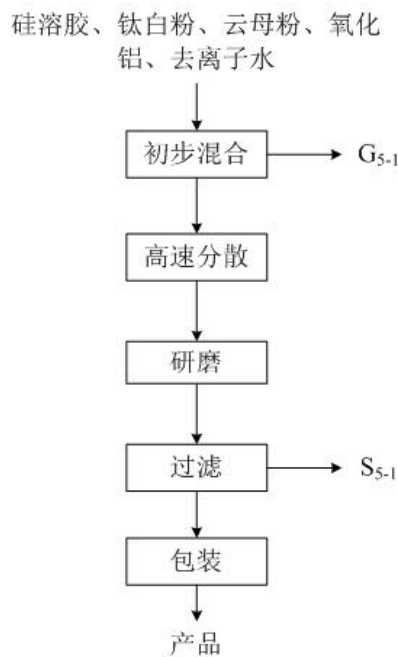 硅溶胶、钛白粉、云母粉、氧化
铝、去离子水
初步混合
G5-1
高速分散
研磨
过滤
S5-1
包装
产品